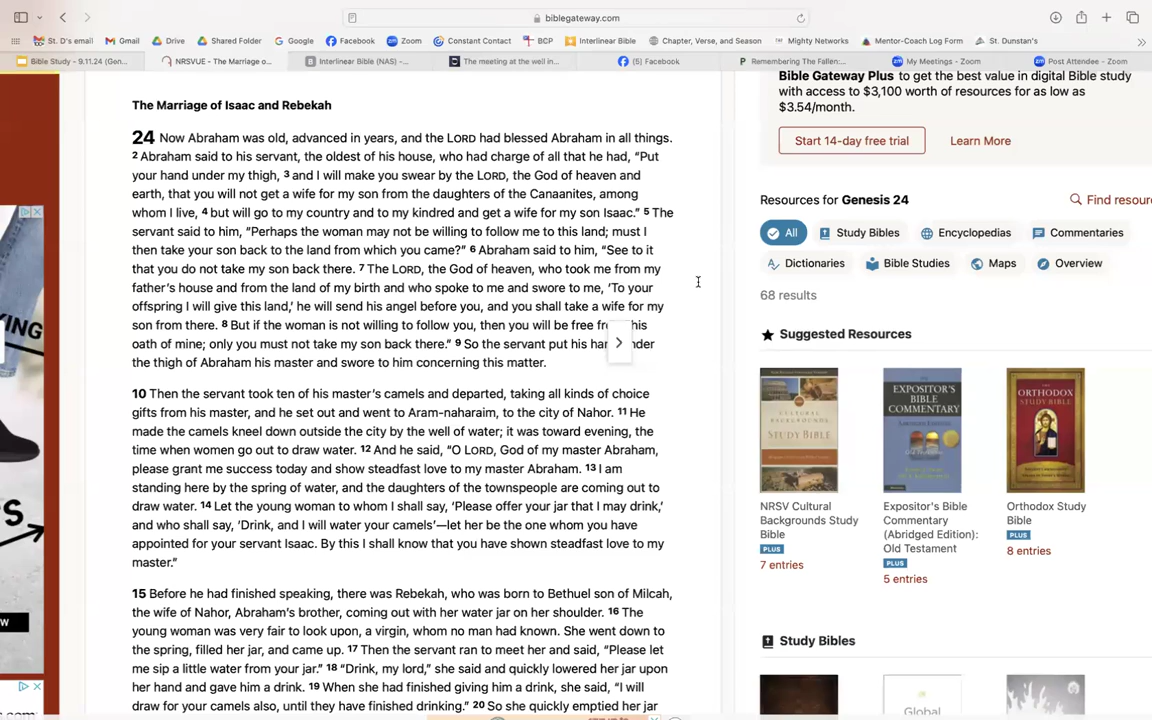 biblegateway.com
St. D's email
Gmail
Drive
Shared Folder
Google
Facebook
Zoom
Constant Contact
BCP
Interlinear Bible
Chapter, Verse, and Season
Mighty Networks
Mentor-Coach Log Form
St. Dunstan's
Bible Study - 9.11.24 (Gen...
NRSVUE - The Marriage o...
Interlinear Bible (NAS) -...
The meeting at the well in...
(5) Facebook
Remembering The Fallen:...
My Meetings - Zoom
Post Attendee - Zoom
The Marriage of Isaac and Rebekah
24 Now Abraham was old, advanced in years, and the LORD had blessed Abraham in all things.
2 Abraham said to his servant, the oldest of his house, who had charge of all that he had, “Put
your hand under my thigh, 3 and I will make you swear by the LORD, the God of heaven and
earth, that you will not get a wife for my son from the daughters of the Canaanites, among
whom I live, 4 but will go to my country and to my kindred and get a wife for my son Isaac.” 5 The
servant said to him, “Perhaps the woman may not be willing to follow me to this land; must I
then take your son back to the land from which you came?” 6 Abraham said to him, “See to it
that you do not take my son back there. 7 The LORD, the God of heaven, who took me from my
father’s house and from the land of my birth and who spoke to me and swore to me, ‘To your
offspring I will give this land,’ he will send his angel before you, and you shall take a wife for my
son from there. 8 But if the woman is not willing to follow you, then you will be free fr his
oath of mine; only you must not take my son back there.” 9 So the servant put his han nder
the thigh of Abraham his master and swore to him concerning this matter.
10 Then the servant took ten of his master’s camels and departed, taking all kinds of choice
gifts from his master, and he set out and went to Aram-naharaim, to the city of Nahor. 11 He
made the camels kneel down outside the city by the well of water; it was toward evening, the
time when women go out to draw water. 12 And he said, “O LORD, God of my master Abraham,
please grant me success today and show steadfast love to my master Abraham. 13 I am
standing here by the spring of water, and the daughters of the townspeople are coming out to
draw water. 14 Let the young woman to whom I shall say, ‘Please offer your jar that I may drink,’
and who shall say, ‘Drink, and I will water your camels’—let her be the one whom you have
appointed for your servant Isaac. By this I shall know that you have shown steadfast love to my
master.”
15 Before he had finished speaking, there was Rebekah, who was born to Bethuel son of Milcah,
the wife of Nahor, Abraham’s brother, coming out with her water jar on her shoulder. 16 The
young woman was very fair to look upon, a virgin, whom no man had known. She went down to
the spring, filled her jar, and came up. 17 Then the servant ran to meet her and said, “Please let
me sip a little water from your jar.” 18 “Drink, my lord,” she said and quickly lowered her jar upon
her hand and gave him a drink. 19 When she had finished giving him a drink, she said, “I will
draw for your camels also, until they have finished drinking.” 20 So she quickly emptied her jar
Bible Gateway Plus to get the best value in digital Bible study
with access to $3,100 worth of resources for as low as
$3.54/month.
Start 14-day free trial
Learn More
Resources for Genesis 24
Find resour
All
Study Bibles
Encyclopedias
Commentaries
Dictionaries
Bible Studies
Maps
Overview
68 results
Suggested Resources
CULTURAL
BACKGROUNDS
STUDY BIBLE
EXPOSITOR'S
BIBLE
COMMENTARY
THE
ORTHODOX
STUDY BIBLE
NRSV Cultural
Backgrounds Study
Bible
PLUS
7 entries
Expositor's Bible
Commentary
(Abridged Edition):
Old Testament
PLUS
5 entries
Orthodox Study
Bible
PLUS
8 entries
Study Bibles
Global
KING
S
W